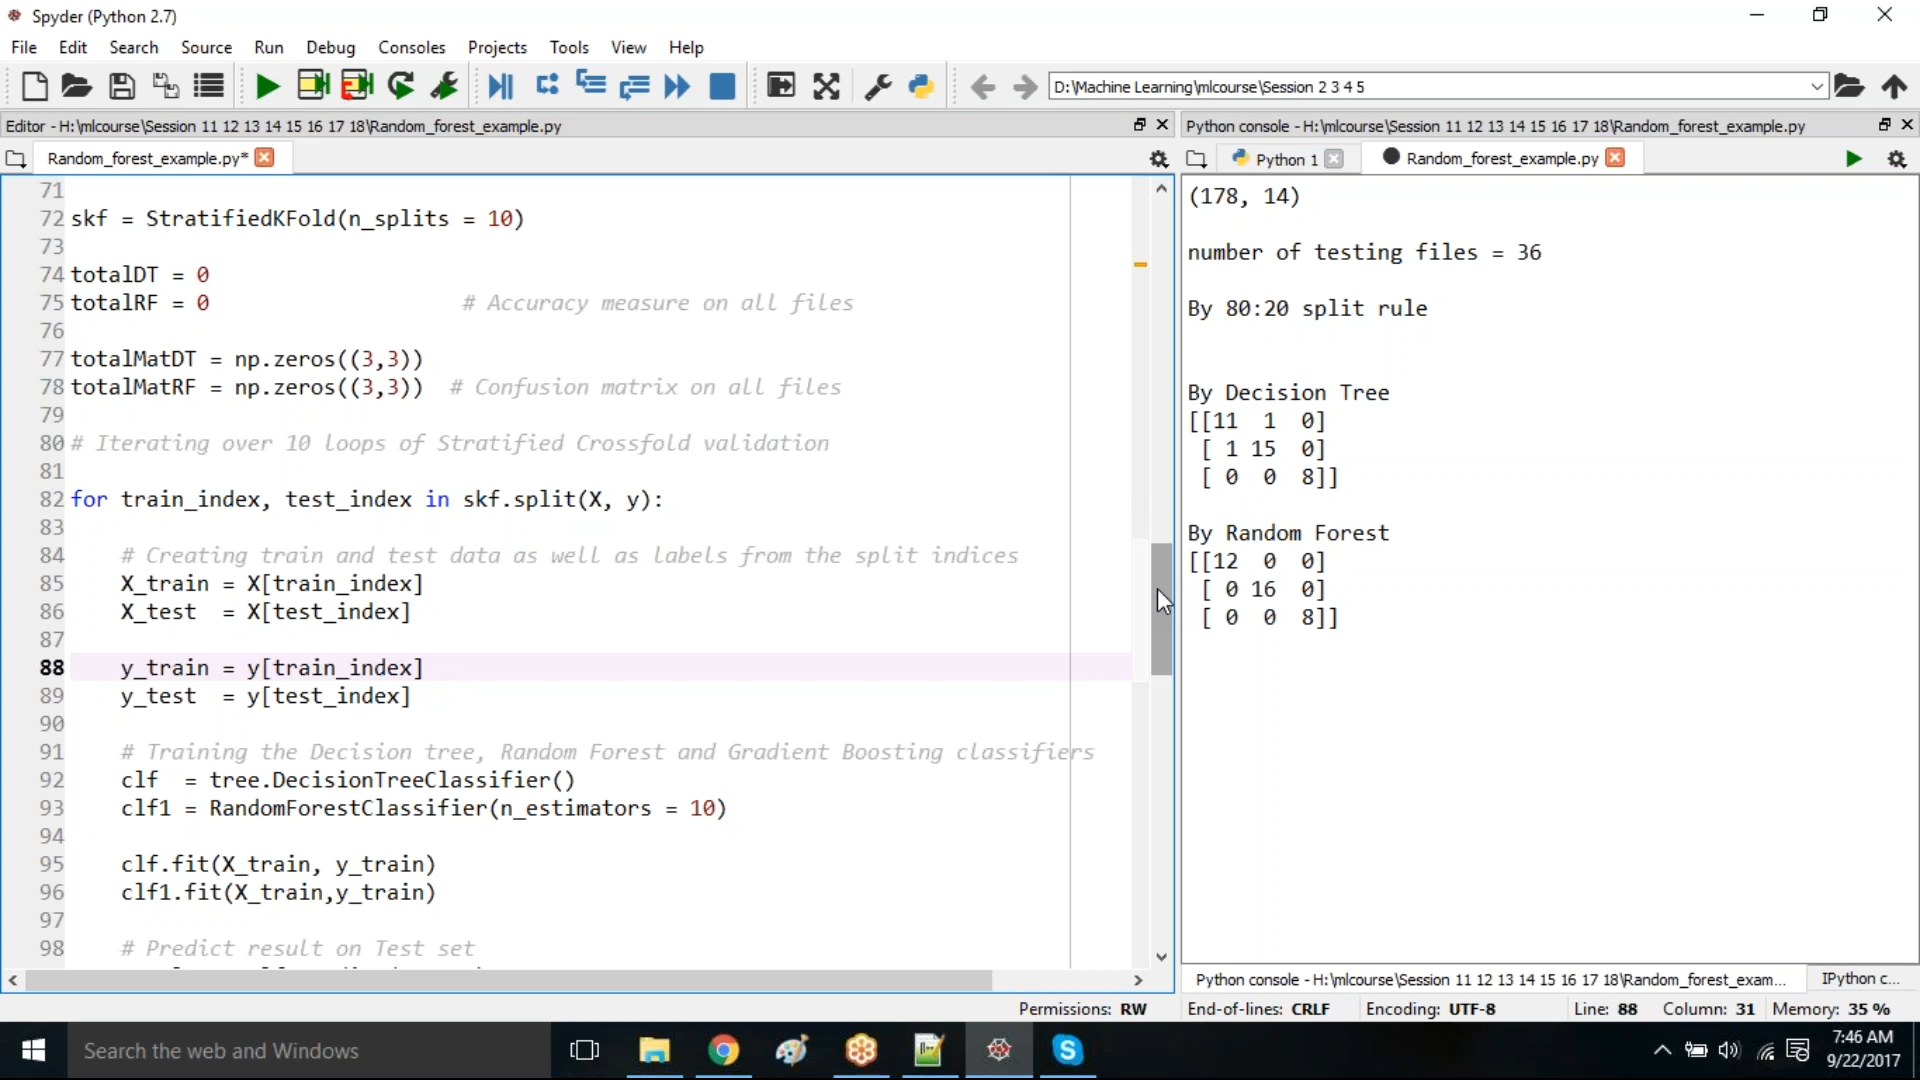 Spyder (Python 2.7)
File Edit Search Source Run Debug Consoles Projects Tools View Help
D:\Machine Learning\mlcourse\Session 2 3 4 5
Editor - H:\mlcourse\Session 11 12 13 14 15 16 17 18\Random_forest_example.py
Random_forest_example.py*
71
72 skf = StratifiedKFold(n_splits = 10)
73
74 totalDT = 0
75 totalRF = 0 # Accuracy measure on all files
76
77 totalMatDT = np.zeros((3,3))
78 totalMatRF = np.zeros((3,3)) # Confusion matrix on all files
79
80 # Iterating over 10 loops of Stratified Crossfold validation
81
82 for train_index, test_index in skf.split(X, y):
83
84 # Creating train and test data as well as labels from the split indices
85 X_train = X[train_index]
86 X_test = X[test_index]
87
88 y_train = y[train_index]
89 y_test = y[test_index]
90
91 # Training the Decision tree, Random Forest and Gradient Boosting classifiers
92 clf = tree.DecisionTreeClassifier()
93 clf1 = RandomForestClassifier(n_estimators = 10)
94
95 clf.fit(X_train, y_train)
96 clf1.fit(X_train,y_train)
97
98 # Predict result on Test set
Python console - H:\mlcourse\Session 11 12 13 14 15 16 17 18\Random_forest_example.py
Python 1 Random_forest_example.py
(178, 14)
number of testing files = 36
By 80:20 split rule
By Decision Tree
[[11 1 0]
[ 1 15 0]
[ 0 0 8]]
By Random Forest
[[12 0 0]
[ 0 16 0]
[ 0 0 8]]
Python console - H:\mlcourse\Session 11 12 13 14 15 16 17 18\Random_forest_exam... IPython c...
Permissions: RW End-of-lines: CRLF Encoding: UTF-8 Line: 88 Column: 31 Memory: 35 %
Search the web and Windows
7:46 AM
9/22/2017